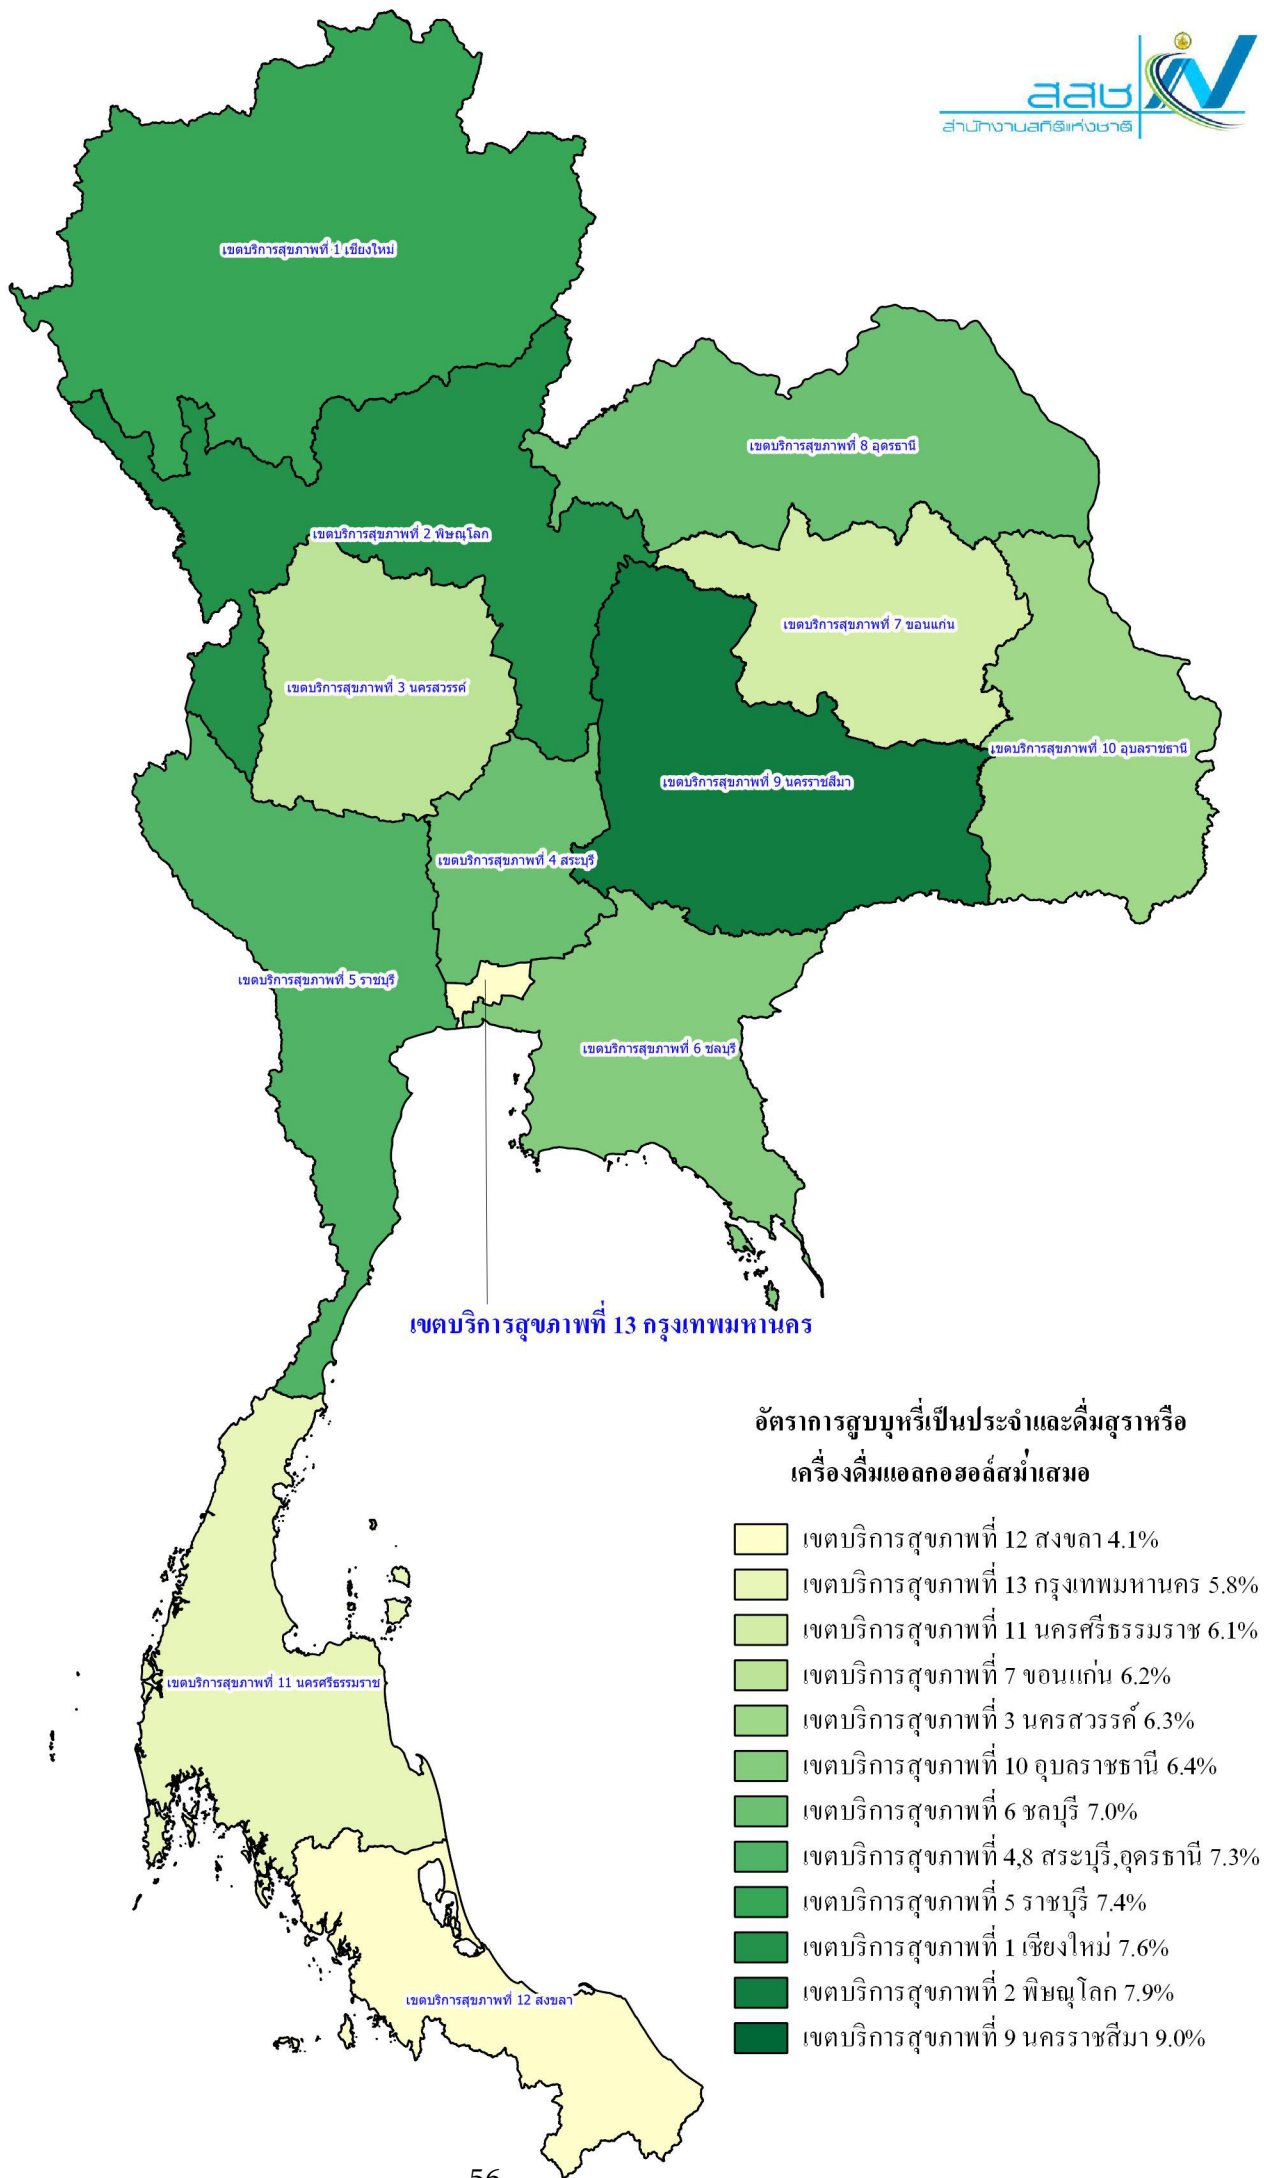 สสช
สำนักงานสถิติแห่งชาติ
เขตบริการสุขภาพที่ 1 เชียงใหม่
เขตบริการสุขภาพที่ 8 อุดรธานี
เขตบริการสุขภาพที่ 2 พิษณุโลก
เขตบริการสุขภาพที่ 7 ขอนแก่น
เขตบริการสุขภาพที่ 3 นครสวรรค์
เขตบริการสุขภาพที่ 10 อุบลราชธานี
เขตบริการสุขภาพที่ 9 นครราชสีมา
เขตบริการสุขภาพที่ 4 สระบุรี
เขตบริการสุขภาพที่ 5 ราชบุรี
เขตบริการสุขภาพที่ 6 ชลบุรี
เขตบริการสุขภาพที่ 13 กรุงเทพมหานคร
อัตราการสูบบุหรี่เป็นประจำและดื่มสุราหรือ
เครื่องดื่มแอลกอฮอล์สม่ำเสมอ
เขตบริการสุขภาพที่ 12 สงขลา 4.1%
เขตบริการสุขภาพที่ 13 กรุงเทพมหานคร 5.8%
เขตบริการสุขภาพที่ 11 นครศรีธรรมราช 6.1%
เขตบริการสุขภาพที่ 7 ขอนแก่น 6.2%
เขตบริการสุขภาพที่ 3 นครสวรรค์ 6.3%
เขตบริการสุขภาพที่ 10 อุบลราชธานี 6.4%
เขตบริการสุขภาพที่ 6 ชลบุรี 7.0%
เขตบริการสุขภาพที่ 4,8 สระบุรี,อุดรธานี 7.3%
เขตบริการสุขภาพที่ 5 ราชบุรี 7.4%
เขตบริการสุขภาพที่ 1 เชียงใหม่ 7.6%
เขตบริการสุขภาพที่ 2 พิษณุโลก 7.9%
เขตบริการสุขภาพที่ 9 นครราชสีมา 9.0%
เขตบริการสุขภาพที่ 11 นครศรีธรรมราช
เขตบริการสุขภาพที่ 12 สงขลา
56